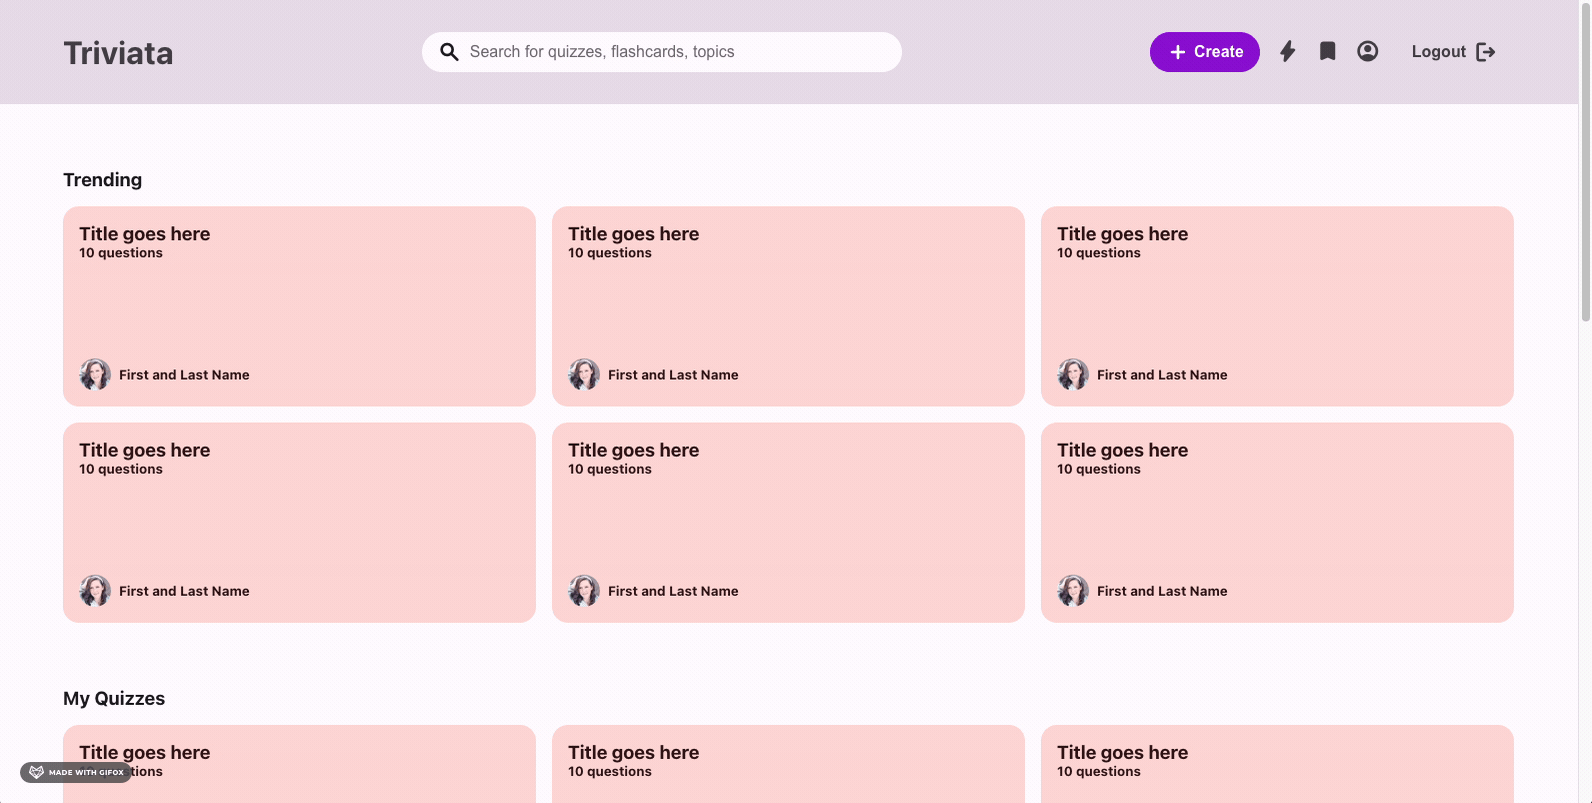 Triviata
Search for quizzes, flashcards, topics
Create
Logout
Trending
Title goes here
10 questions
First and Last Name
Title goes here
10 questions
First and Last Name
Title goes here
10 questions
First and Last Name
Title goes here
10 questions
First and Last Name
Title goes here
10 questions
First and Last Name
Title goes here
10 questions
First and Last Name
My Quizzes
Title goes here
10 questions
Title goes here
10 questions
Title goes here
10 questions
MADE WITH GIFOX